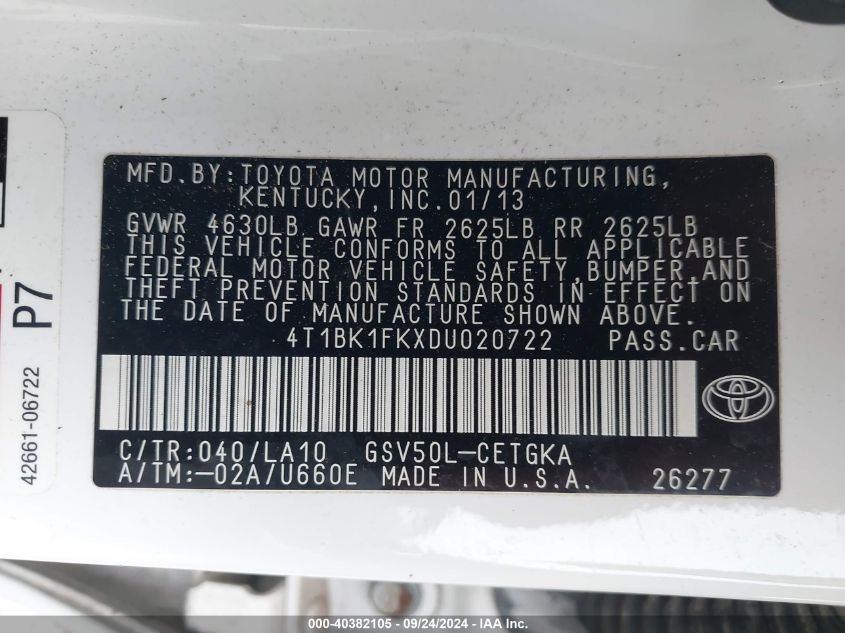 MFD.BY:TOYOTA MOTOR MANUFACTURING,
KENTUCKY,INC.01/13
GVWR 4630LB GAWR FR 2625LB RR 2625LB
THIS VEHICLE CONFORMS TO ALL APPLICABLE
FEDERAL MOTOR VEHICLE SAFETY,BUMPER,AND
THEFT PREVENTION STANDARDS IN EFFECT ON
THE DATE OF MANUFACTURE SHOWN ABOVE.
4T1BK1FKXDU020722 PASS.CAR
C/TR:040/LA10 GSV50L-CETGKA
A/TM:-02A/U660E MADE IN U.S.A. 26277
P7
42661-06722
000-40382105 - 09/24/2024 - IAAI.COM